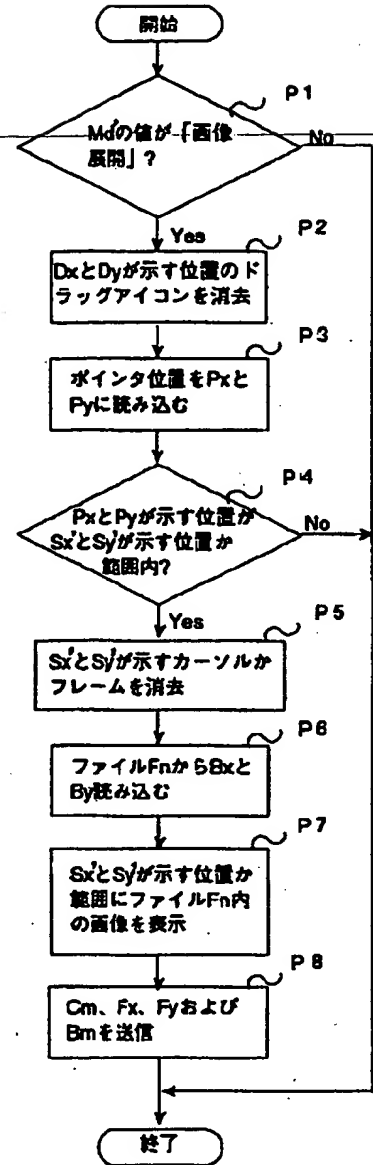 開始
P1
Md'の値が「画像
展開」?
No
Yes
P2
DxとDyが示す位置のド
ラッグアイコンを消去
P3
ポインタ位置をPxと
Pyに読み込む
P4
PxとPyが示す位置が
Sx'とSy'が示す位置か
範囲内?
No
Yes
P5
Sx'とSy'が示すカーソルか
フレームを消去
P6
ファイルFnからBxと
By読み込む
P7
Sx'とSy'が示す位置か
範囲にファイルFn内
の画像を表示
P8
Cm、Fx、Fyおよび
Bmを送信
終了